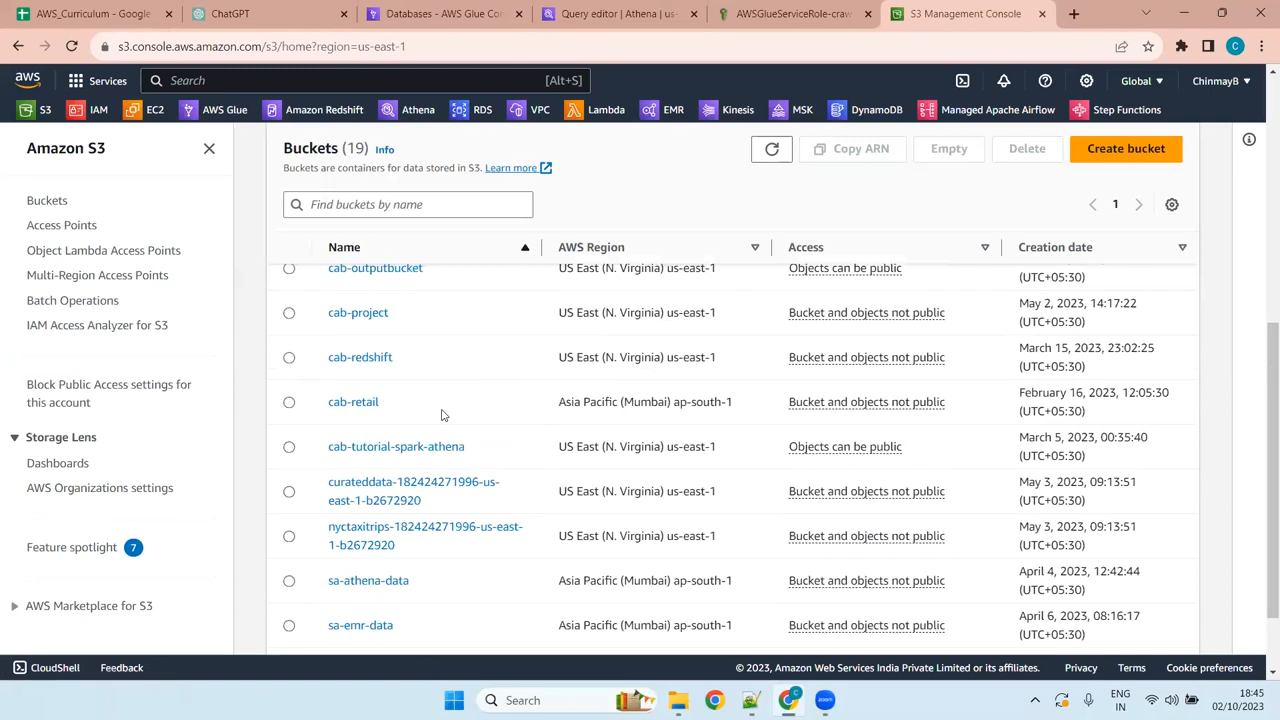 Cab Customers - Google
ChatGPT
Databases - AWS Glue Con
Query editor | Athena | us-
AWSGlueServiceRole-craw
S3 Management Console
s3.console.aws.amazon.com/s3/home?region=us-east-1
aws
Services
Search
[Alt+S]
Global
ChinmayB
S3
IAM
EC2
AWS Glue
Amazon Redshift
Athena
RDS
VPC
Lambda
EMR
Kinesis
MSK
DynamoDB
Managed Apache Airflow
Step Functions
Amazon S3
Buckets
Access Points
Object Lambda Access Points
Multi-Region Access Points
Batch Operations
IAM Access Analyzer for S3
Block Public Access settings for
this account
Storage Lens
Dashboards
AWS Organizations settings
Feature spotlight 7
AWS Marketplace for S3
Buckets (19) Info
Buckets are containers for data stored in S3. Learn more
Copy ARN
Empty
Delete
Create bucket
Find buckets by name
1
Name
AWS Region
Access
Creation date
cab-outputbucket
US East (N. Virginia) us-east-1
Objects can be public
(UTC+05:30)
cab-project
US East (N. Virginia) us-east-1
Bucket and objects not public
May 2, 2023, 14:17:22
(UTC+05:30)
cab-redshift
US East (N. Virginia) us-east-1
Bucket and objects not public
March 15, 2023, 23:02:25
(UTC+05:30)
cab-retail
Asia Pacific (Mumbai) ap-south-1
Bucket and objects not public
February 16, 2023, 12:05:30
(UTC+05:30)
cab-tutorial-spark-athena
US East (N. Virginia) us-east-1
Objects can be public
March 5, 2023, 00:35:40
(UTC+05:30)
curateddata-182424271996-us-
east-1-b2672920
US East (N. Virginia) us-east-1
Bucket and objects not public
May 3, 2023, 09:13:51
(UTC+05:30)
nyctaxitrips-182424271996-us-east-
1-b2672920
US East (N. Virginia) us-east-1
Bucket and objects not public
May 3, 2023, 09:13:51
(UTC+05:30)
sa-athena-data
Asia Pacific (Mumbai) ap-south-1
Bucket and objects not public
April 4, 2023, 12:42:44
(UTC+05:30)
sa-emr-data
Asia Pacific (Mumbai) ap-south-1
Bucket and objects not public
April 6, 2023, 08:16:17
(UTC+05:30)
CloudShell
Feedback
© 2023, Amazon Web Services India Private Limited or its affiliates.
Privacy
Terms
Cookie preferences
Search
zoom
ENG
IN
18:45
02/10/2023